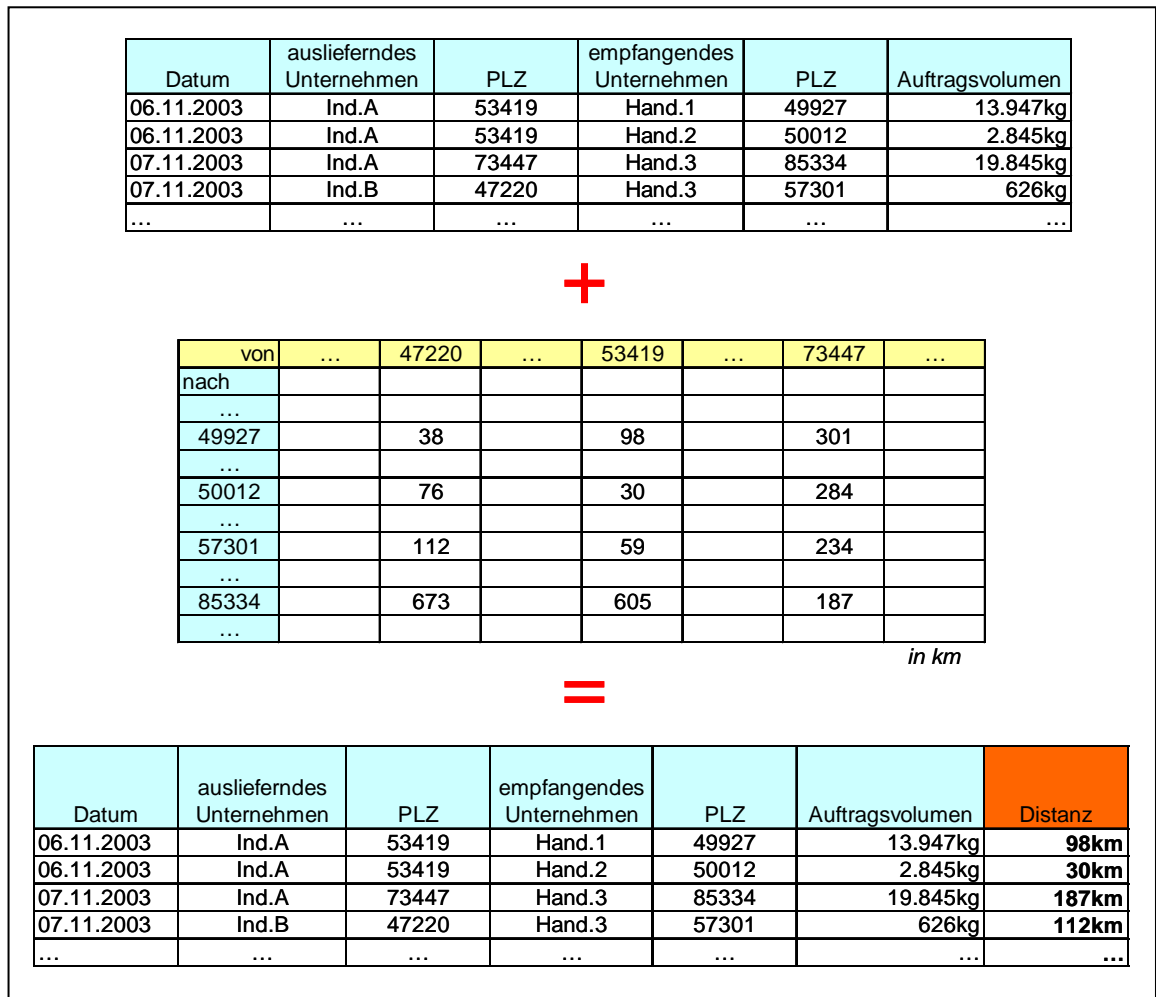 Datum auslieferndes Unternehmen PLZ empfangendes Unternehmen PLZ Auftragsvolumen
06.11.2003 Ind.A 53419 Hand.1 49927 13.947kg
06.11.2003 Ind.A 53419 Hand.2 50012 2.845kg
07.11.2003 Ind.A 73447 Hand.3 85334 19.845kg
07.11.2003 Ind.B 47220 Hand.3 57301 626kg
… … … … … …
+
von … 47220 … 53419 … 73447 …
nach
…
49927 38 98 301
…
50012 76 30 284
…
57301 112 59 234
…
85334 673 605 187
…
in km
=
Datum auslieferndes Unternehmen PLZ empfangendes Unternehmen PLZ Auftragsvolumen Distanz
06.11.2003 Ind.A 53419 Hand.1 49927 13.947kg 98km
06.11.2003 Ind.A 53419 Hand.2 50012 2.845kg 30km
07.11.2003 Ind.A 73447 Hand.3 85334 19.845kg 187km
07.11.2003 Ind.B 47220 Hand.3 57301 626kg 112km
… … … … … … …